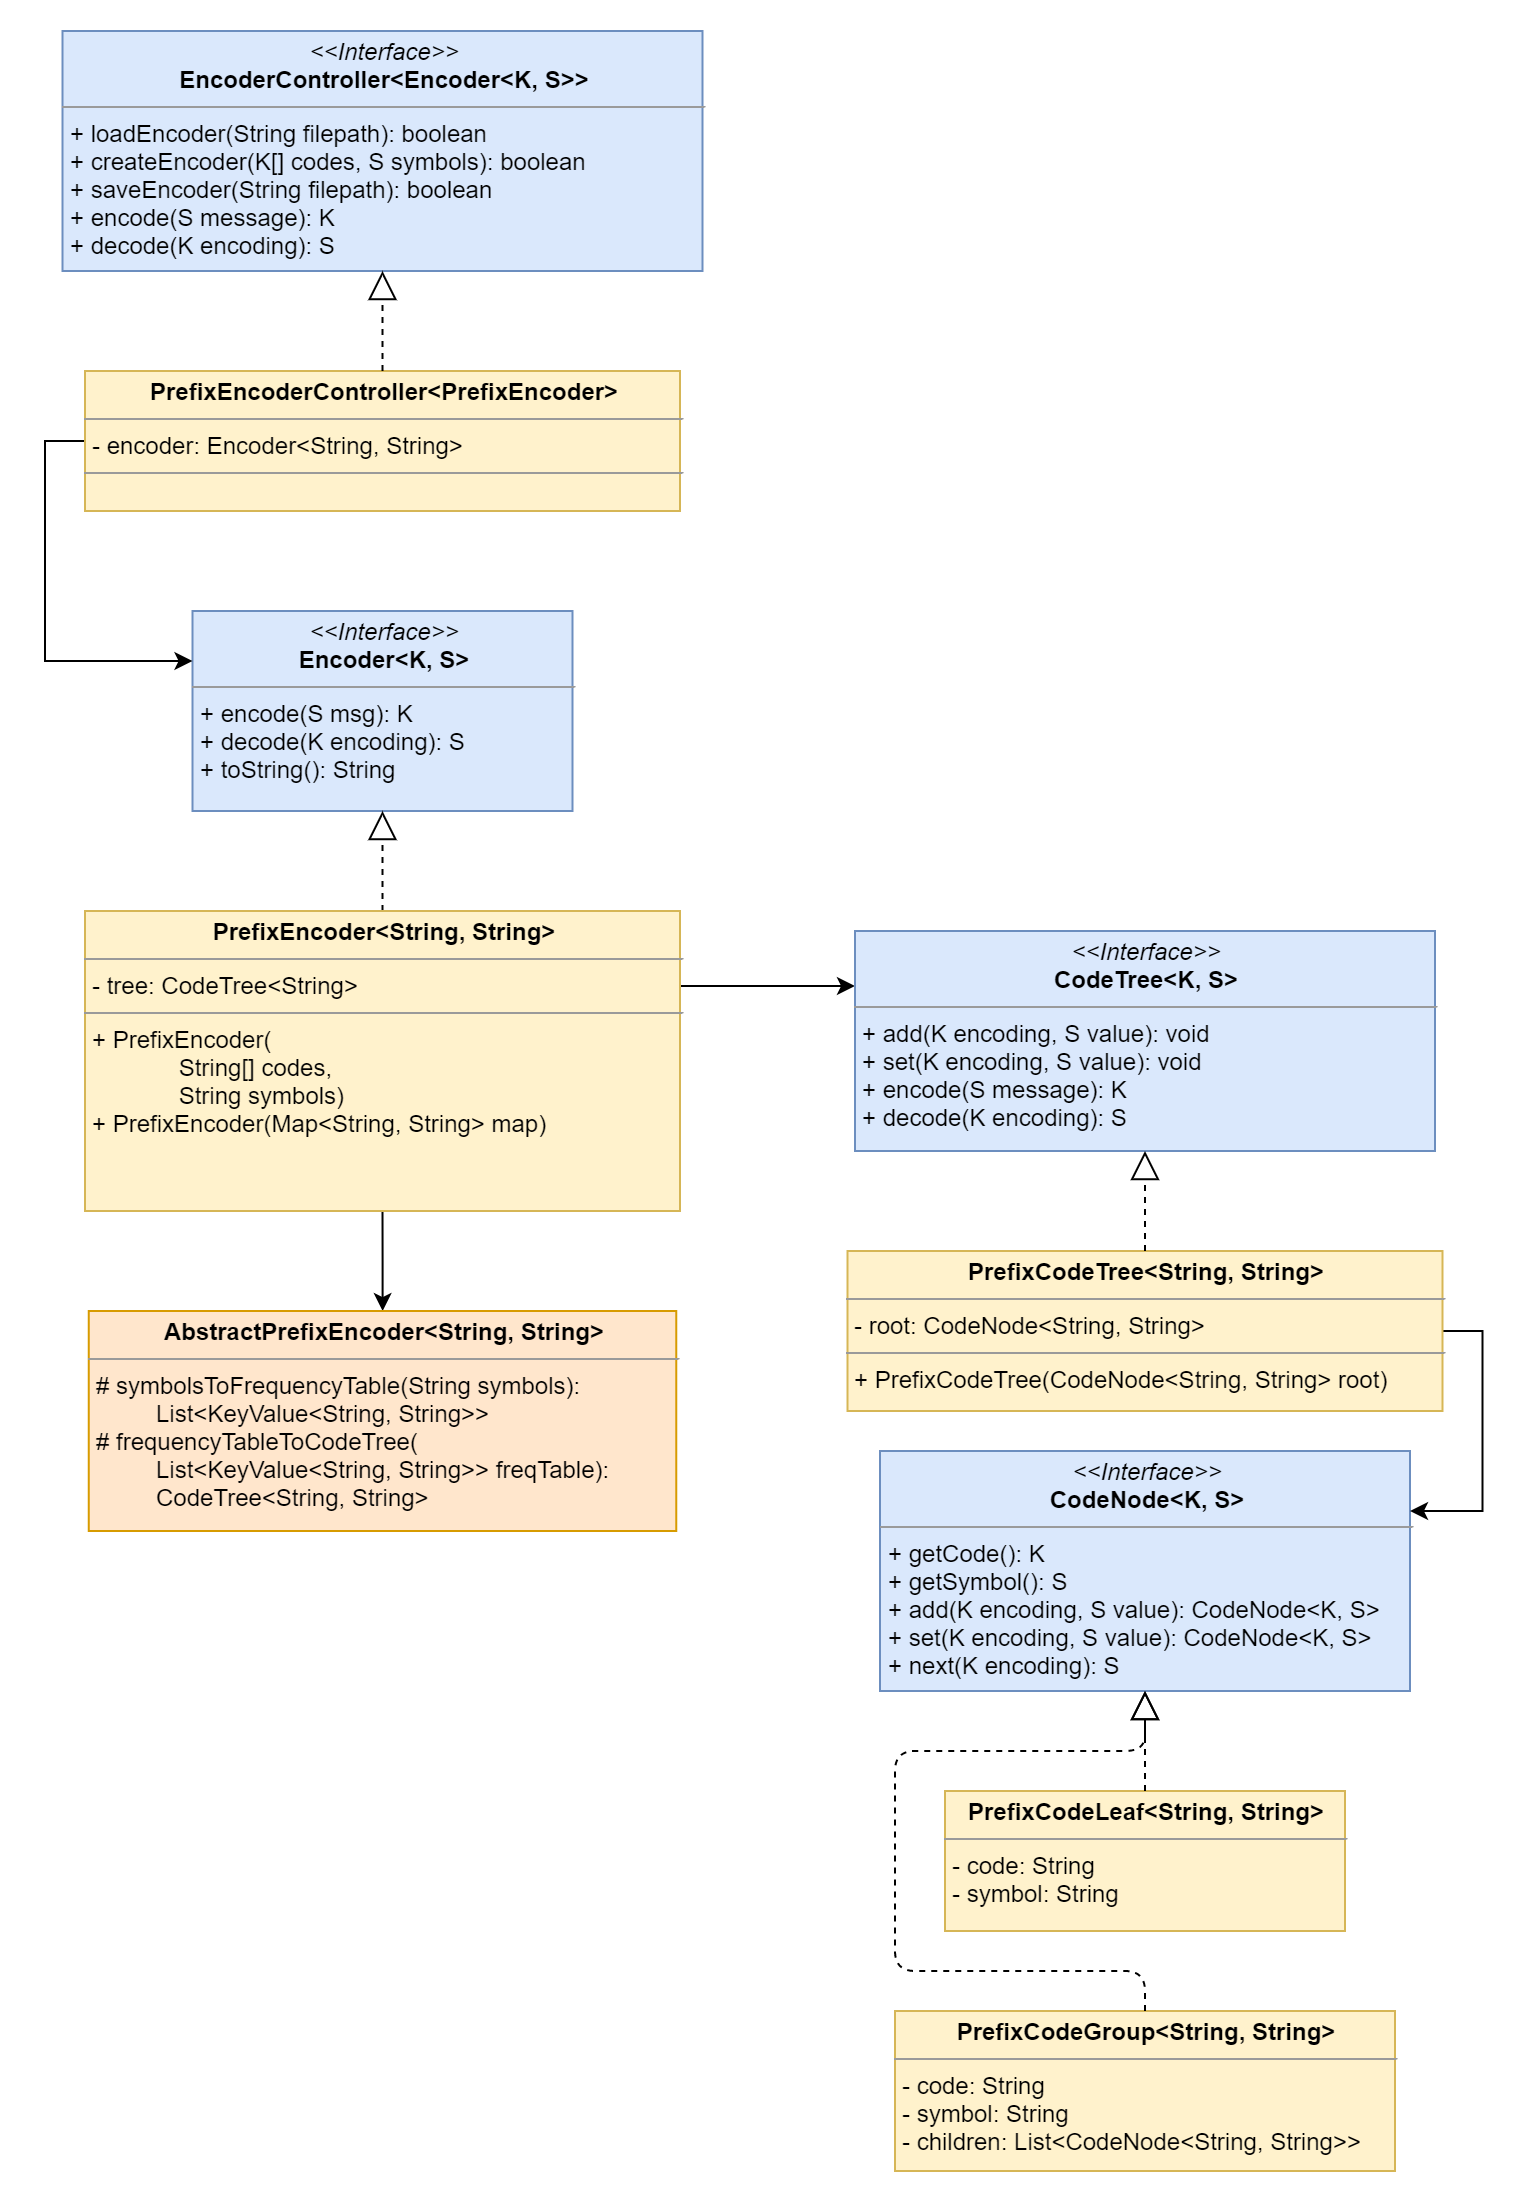 <<Interface>>
EncoderController<Encoder<K, S>>
+ loadEncoder(String filepath): boolean
+ createEncoder(K[] codes, S symbols): boolean
+ saveEncoder(String filepath): boolean
+ encode(S message): K
+ decode(K encoding): S
PrefixEncoderController<PrefixEncoder>
- encoder: Encoder<String, String>
<<Interface>>
Encoder<K, S>
+ encode(S msg): K
+ decode(K encoding): S
+ toString(): String
PrefixEncoder<String, String>
- tree: CodeTree<String>
+ PrefixEncoder(
String[] codes,
String symbols)
+ PrefixEncoder(Map<String, String> map)
AbstractPrefixEncoder<String, String>
# symbolsToFrequencyTable(String symbols):
List<KeyValue<String, String>>
# frequencyTableToCodeTree(
List<KeyValue<String, String>> freqTable):
CodeTree<String, String>
<<Interface>>
CodeTree<K, S>
+ add(K encoding, S value): void
+ set(K encoding, S value): void
+ encode(S message): K
+ decode(K encoding): S
PrefixCodeTree<String, String>
- root: CodeNode<String, String>
+ PrefixCodeTree(CodeNode<String, String> root)
<<Interface>>
CodeNode<K, S>
+ getCode(): K
+ getSymbol(): S
+ add(K encoding, S value): CodeNode<K, S>
+ set(K encoding, S value): CodeNode<K, S>
+ next(K encoding): S
PrefixCodeLeaf<String, String>
- code: String
- symbol: String
PrefixCodeGroup<String, String>
- code: String
- symbol: String
- children: List<CodeNode<String, String>>